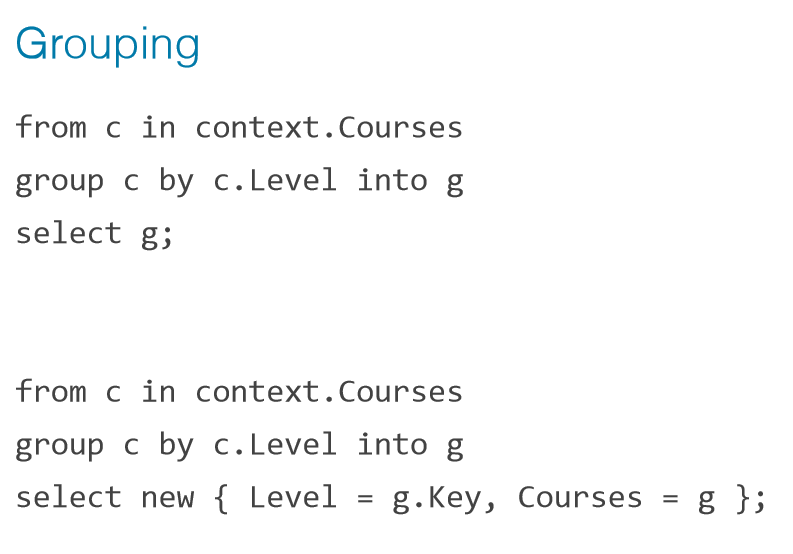 Grouping
from c in context.Courses
group c by c.Level into g
select g;
from c in context.Courses
group c by c.Level into g
select new { Level = g.Key, Courses = g };